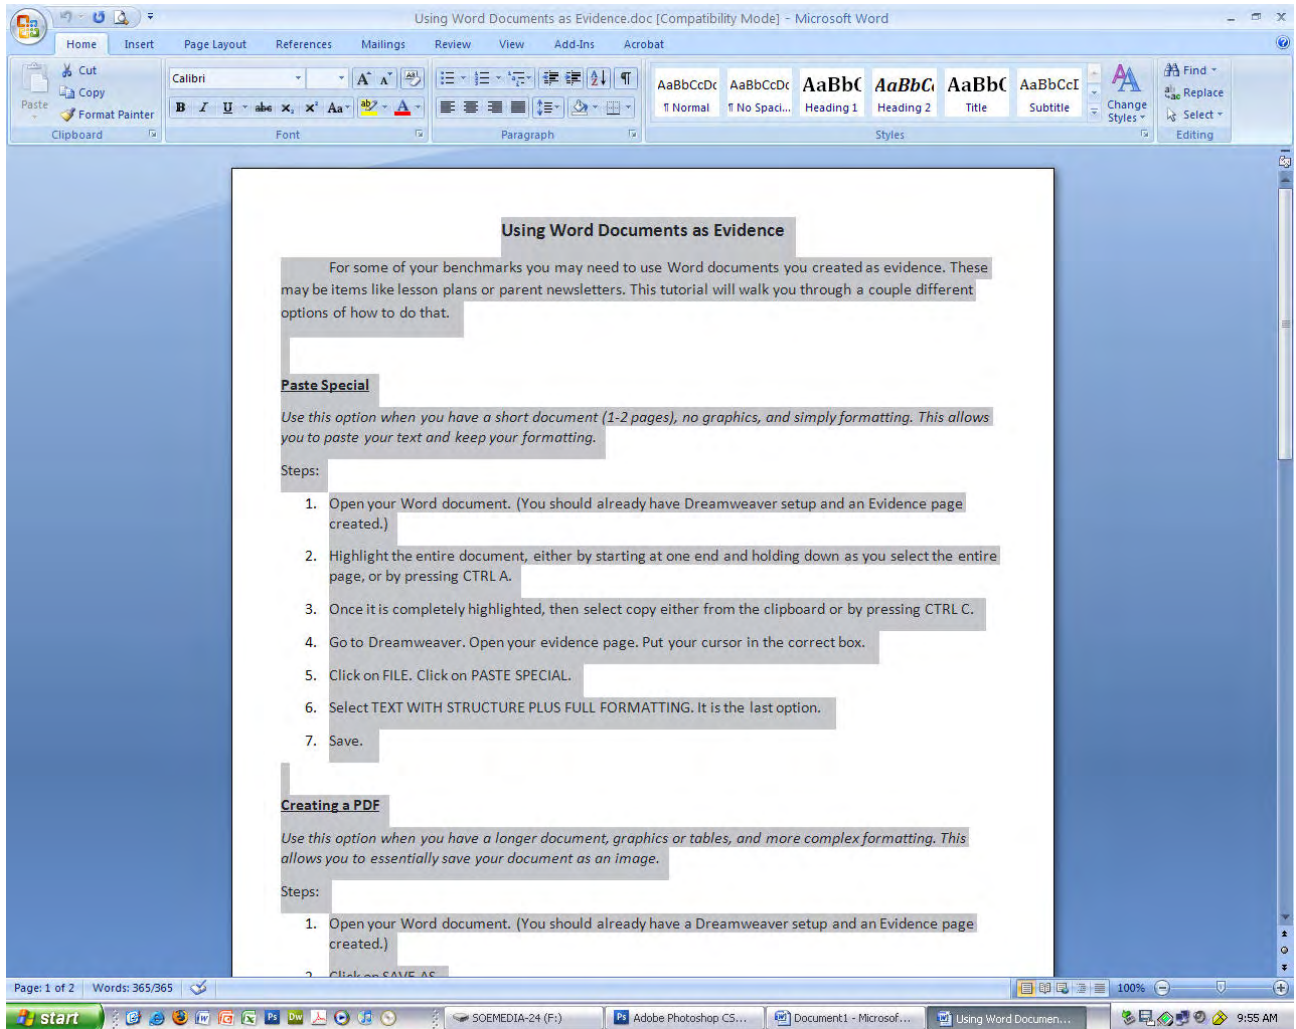 Using Word Documents as Evidence.doc [Compatibility Mode] - Microsoft Word
Home Insert Page Layout References Mailings Review View Add-Ins Acrobat
Paste
Cut
Copy
Format Painter
Clipboard
Calibri
B I U abc x, x² Aa
Font
Paragraph
AaBbCcDc AaBbCcDc AaBbC AaBbC AaBbC AaBbCcI
¶ Normal ¶ No Spaci... Heading 1 Heading 2 Title Subtitle
Change
Styles
Styles
Find
Replace
Select
Editing
Using Word Documents as Evidence
For some of your benchmarks you may need to use Word documents you created as evidence. These
may be items like lesson plans or parent newsletters. This tutorial will walk you through a couple different
options of how to do that.
Paste Special
Use this option when you have a short document (1-2 pages), no graphics, and simply formatting. This allows
you to paste your text and keep your formatting.
Steps:
1. Open your Word document. (You should already have Dreamweaver setup and an Evidence page
created.)
2. Highlight the entire document, either by starting at one end and holding down as you select the entire
page, or by pressing CTRL A.
3. Once it is completely highlighted, then select copy either from the clipboard or by pressing CTRL C.
4. Go to Dreamweaver. Open your evidence page. Put your cursor in the correct box.
5. Click on FILE. Click on PASTE SPECIAL.
6. Select TEXT WITH STRUCTURE PLUS FULL FORMATTING. It is the last option.
7. Save.
Creating a PDF
Use this option when you have a longer document, graphics or tables, and more complex formatting. This
allows you to essentially save your document as an image.
Steps:
1. Open your Word document. (You should already have a Dreamweaver setup and an Evidence page
created.)
2. Click on SAVE AS
Page: 1 of 2 Words: 365/365 100%
start SOEMEDIA-24 (F:) Adobe Photoshop CS... Document1 - Microsof... Using Word Documen... 9:55 AM